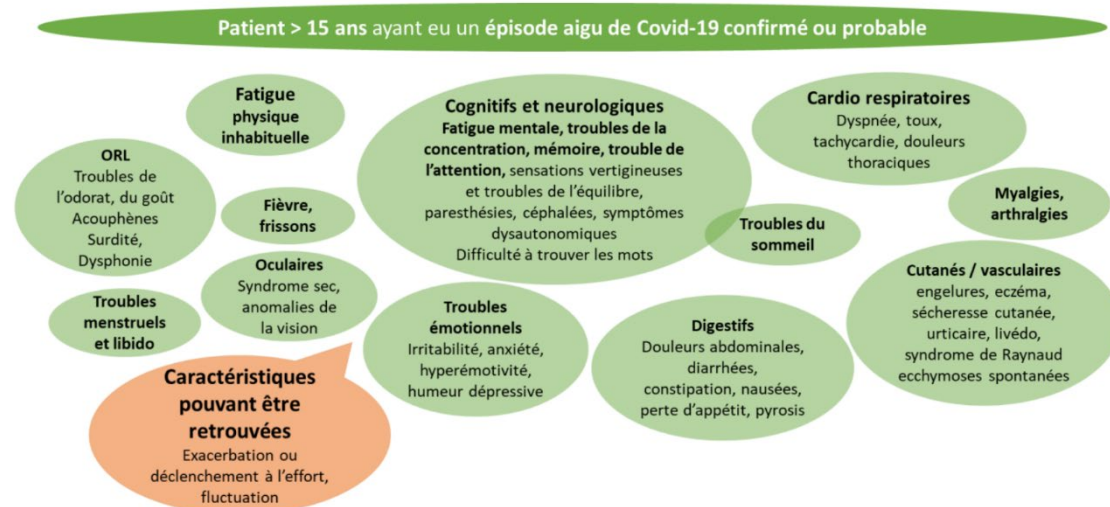 Patient > 15 ans ayant eu un épisode aigu de Covid-19 confirmé ou probable
Fatigue
physique
inhabituelle
Cognitifs et neurologiques
Fatigue mentale, troubles de la
concentration, mémoire, trouble de
l'attention, sensations vertigineuses
et troubles de l'équilibre,
paresthésies, céphalées, symptômes
dysautonomiques
Difficulté à trouver les mots
Cardio respiratoires
Dyspnée, toux,
tachycardie, douleurs
thoraciques
ORL
Troubles de
l'odorat, du goût
Acouphènes
Surdité,
Dysphonie
Fièvre,
frissons
Myalgies,
arthralgies
Troubles du
sommeil
Oculaires
Syndrome sec,
anomalies de
la vision
Troubles
menstruels
et libido
Troubles
émotionnels
Irritabilité, anxiété,
hyperémotivité,
humeur dépressive
Digestifs
Douleurs abdominales,
diarrhées,
constipation, nausées,
perte d'appétit, pyrosis
Cutanés / vasculaires
engelures, eczéma,
sécheresse cutanée,
urticaire, livédo,
syndrome de Raynaud
ecchymoses spontanées
Caractéristiques
pouvant être
retrouvées
Exacerbation ou
déclenchement à l'effort,
fluctuation